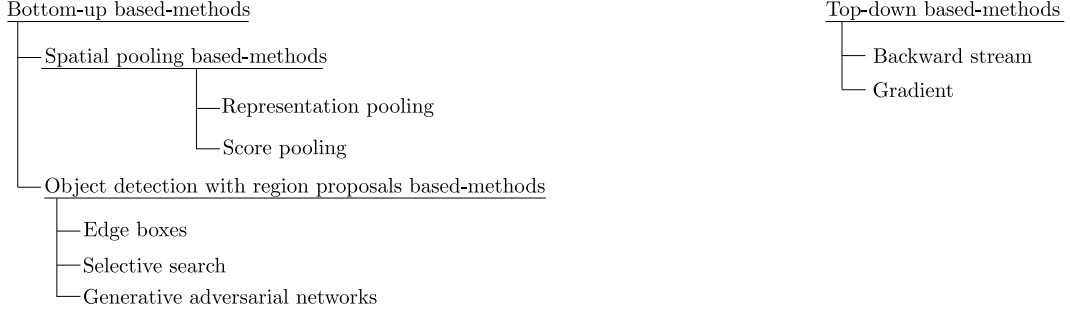 Bottom-up based-methods
Spatial pooling based-methods
Representation pooling
Score pooling
Object detection with region proposals based-methods
Edge boxes
Selective search
Generative adversarial networks
Top-down based-methods
Backward stream
Gradient